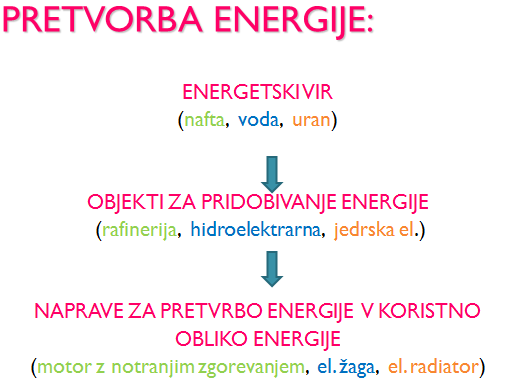 PRETVORBA ENERGIJE:
ENERGETSKI VIR
(nafta, voda, uran)
OBJEKTI ZA PRIDOBIVANJE ENERGIJE
(rafinerija, hidroelektrarna, jedrska el.)
NAPRAVE ZA PRETVRBO ENERGIJE V KORISTNO
OBLIKO ENERGIJE
(motor z notranjim zgorevanjem, el. žaga, el. radiator)